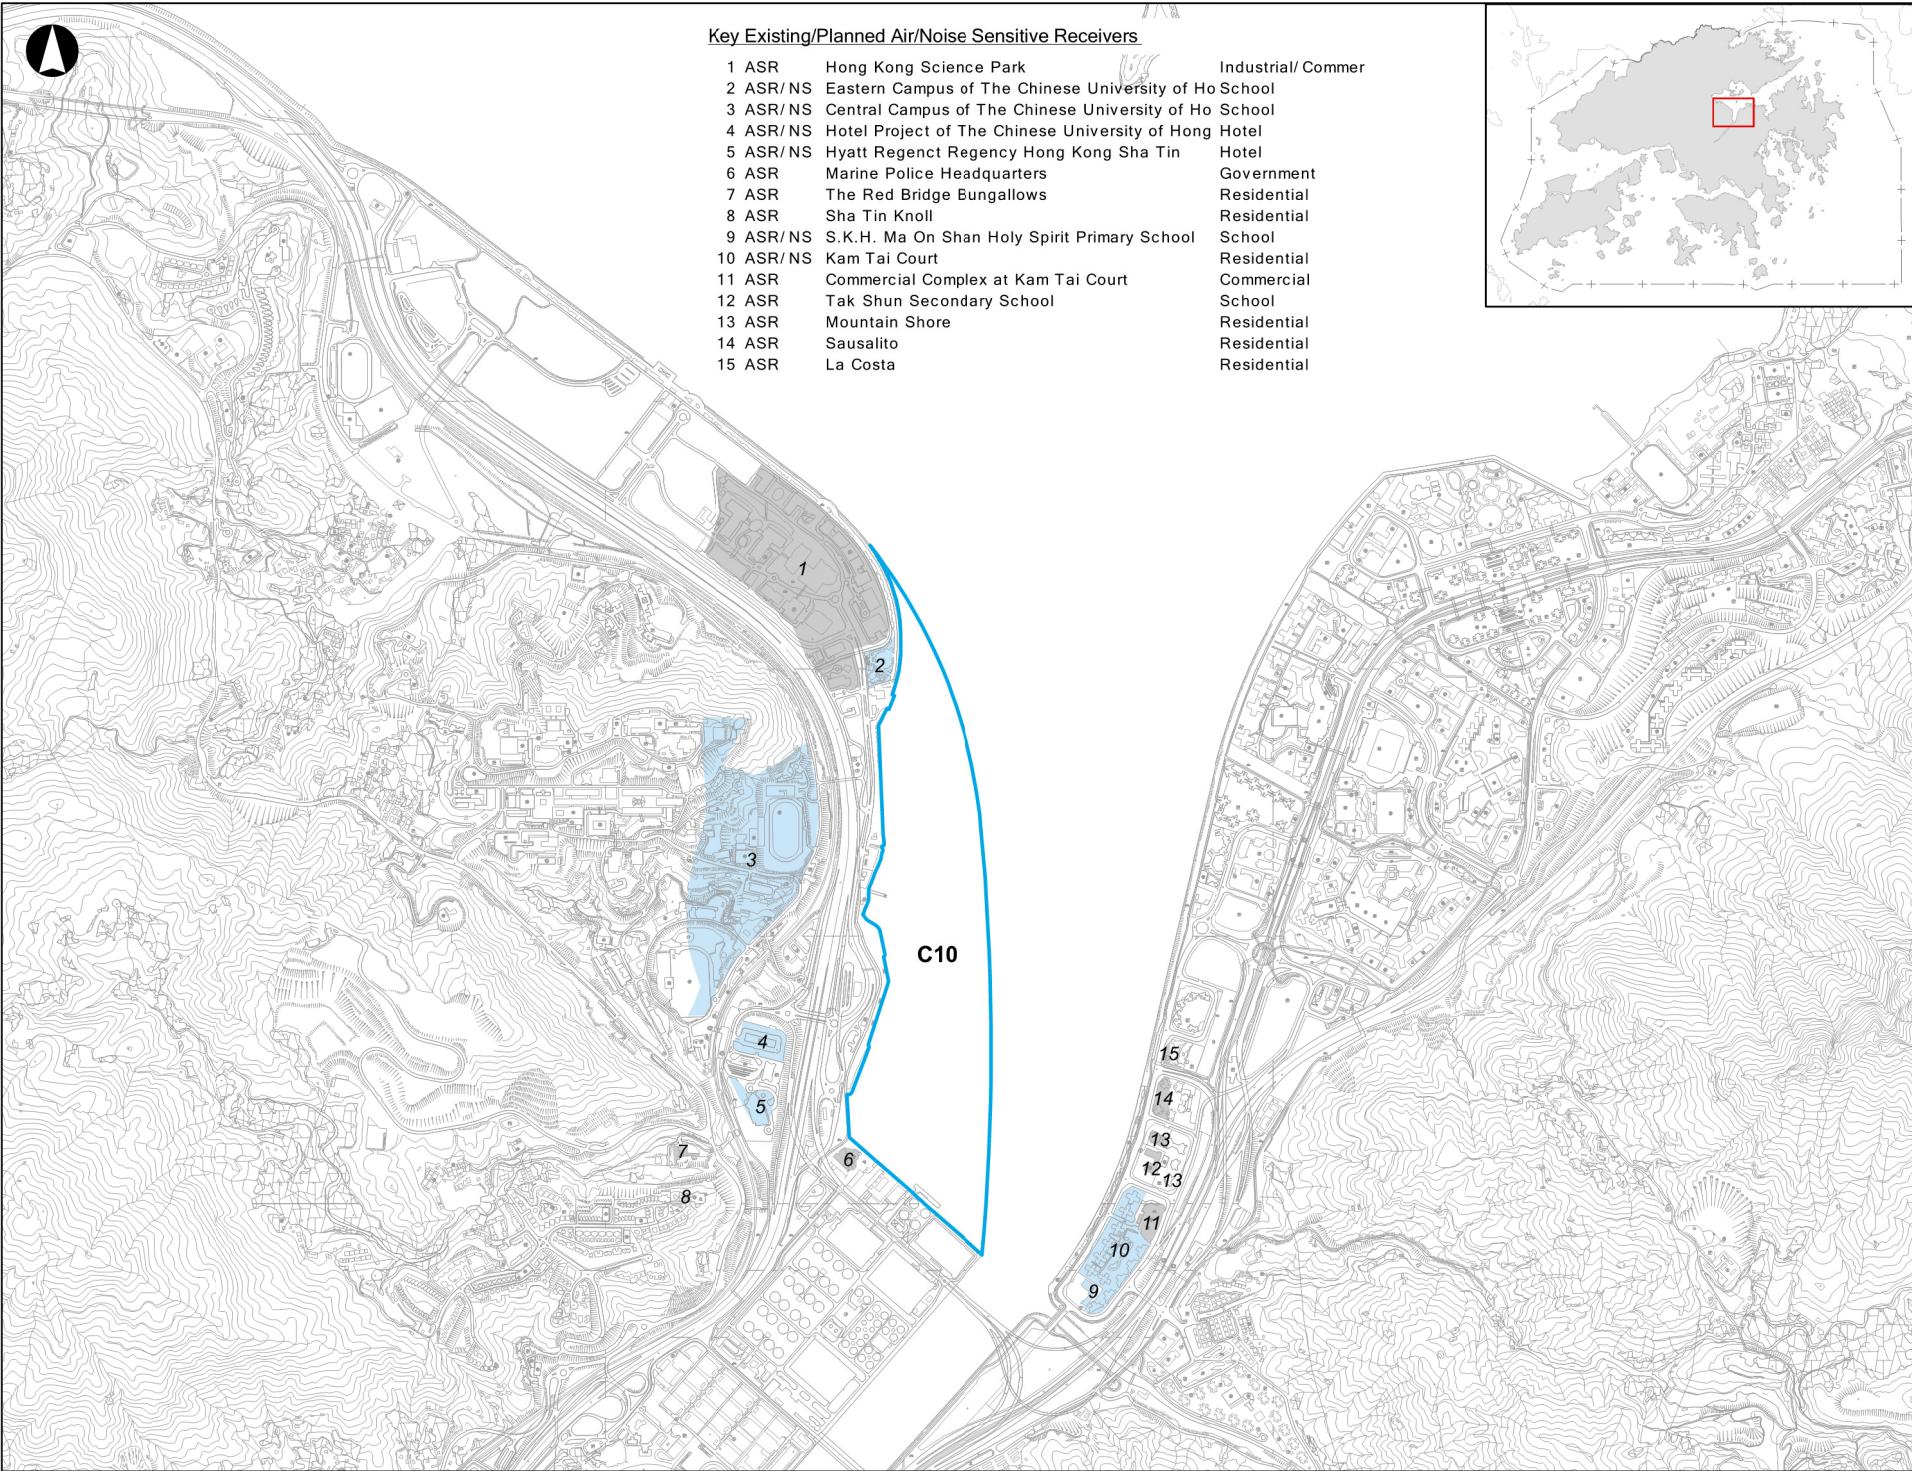 Key Existing/Planned Air/Noise Sensitive Receivers
1 ASR Hong Kong Science Park Industrial/ Commer
2 ASR/ NS Eastern Campus of The Chinese University of Ho School
3 ASR/ NS Central Campus of The Chinese University of Ho School
4 ASR/ NS Hotel Project of The Chinese University of Hong Hotel
5 ASR/ NS Hyatt Regenct Regency Hong Kong Sha Tin Hotel
6 ASR Marine Police Headquarters Government
7 ASR The Red Bridge Bungallows Residential
8 ASR Sha Tin Knoll Residential
9 ASR/ NS S.K.H. Ma On Shan Holy Spirit Primary School School
10 ASR/ NS Kam Tai Court Residential
11 ASR Commercial Complex at Kam Tai Court Commercial
12 ASR Tak Shun Secondary School School
13 ASR Mountain Shore Residential
14 ASR Sausalito Residential
15 ASR La Costa Residential
1
2
3
C10
4
15
14
5
13
7
6
12
13
8
11
10
9